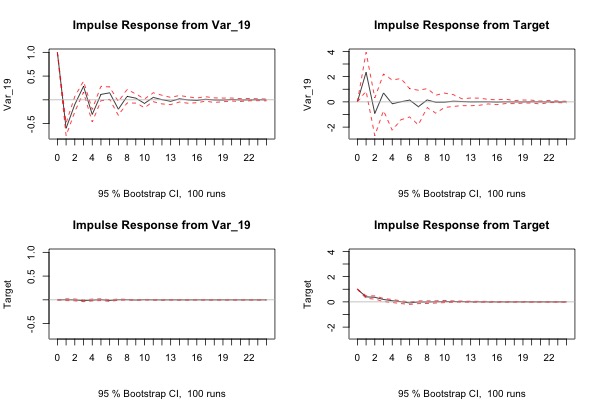 Impulse Response from Var_19
Var_19
-0.5 0.5 1.0
0 2 4 6 8 10 13 16 19 22
95 % Bootstrap CI, 100 runs
Impulse Response from Target
Var_19
-2 0 2 4
0 2 4 6 8 10 13 16 19 22
95 % Bootstrap CI, 100 runs
Impulse Response from Var_19
Target
-0.5 0.5 1.0
0 2 4 6 8 10 13 16 19 22
95 % Bootstrap CI, 100 runs
Impulse Response from Target
Target
-2 0 2 4
0 2 4 6 8 10 13 16 19 22
95 % Bootstrap CI, 100 runs